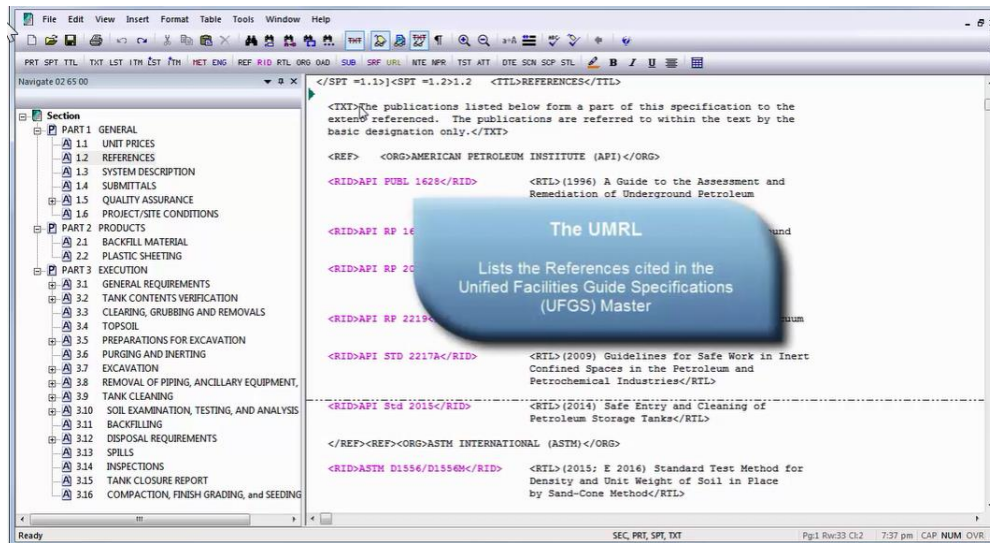 File Edit View Insert Format Table Tools Window Help
PRT SPT TTL TXT LST ITM MET ENG REF RID RTL ORG OAD SUB SRF URL NTE NPR TST ATT DTE SCN SCP STL B I U
Navigate 02 65 00
Section
PART 1 GENERAL
1.1 UNIT PRICES
1.2 REFERENCES
1.3 SYSTEM DESCRIPTION
1.4 SUBMITTALS
1.5 QUALITY ASSURANCE
1.6 PROJECT/SITE CONDITIONS
PART 2 PRODUCTS
2.1 BACKFILL MATERIAL
2.2 PLASTIC SHEETING
PART 3 EXECUTION
3.1 GENERAL REQUIREMENTS
3.2 TANK CONTENTS VERIFICATION
3.3 CLEARING, GRUBBING AND REMOVALS
3.4 TOPSOIL
3.5 PREPARATIONS FOR EXCAVATION
3.6 PURGING AND INERTING
3.7 EXCAVATION
3.8 REMOVAL OF PIPING, ANCILLARY EQUIPMENT,
3.9 TANK CLEANING
3.10 SOIL EXAMINATION, TESTING, AND ANALYSIS
3.11 BACKFILLING
3.12 DISPOSAL REQUIREMENTS
3.13 SPILLS
3.14 INSPECTIONS
3.15 TANK CLOSURE REPORT
3.16 COMPACTION, FINISH GRADING, and SEEDING
</SPT =1.1>]<SPT =1.2>1.2 <TTL>REFERENCES</TTL>
<TXT>The publications listed below form a part of this specification to the
extend referenced. The publications are referred to within the text by the
basic designation only.</TXT>
<REF> <ORG>AMERICAN PETROLEUM INSTITUTE (API)</ORG>
<RID>API PUBL 1628</RID> <RTL>(1996) A Guide to the Assessment and
Remediation of Underground Petroleum
<RID>API RP 16
<RID>API RP 20
<RID>API RP 2219
The UMRL
Lists the References cited in the
Unified Facilities Guide Specifications
(UFGS) Master
<RID>API STD 2217A</RID> <RTL>(2009) Guidelines for Safe Work in Inert
Confined Spaces in the Petroleum and
Petrochemical Industries</RTL>
<RID>API Std 2015</RID> <RTL>(2014) Safe Entry and Cleaning of
Petroleum Storage Tanks</RTL>
</REF><REF><ORG>ASTM INTERNATIONAL (ASTM)</ORG>
<RID>ASTM D1556/D1556M</RID> <RTL>(2015; E 2016) Standard Test Method for
Density and Unit Weight of Soil in Place
by Sand-Cone Method</RTL>
Ready SEC, PRT, SPT, TXT Pg:1 Rw:33 Cl:2 7:37 pm CAP NUM OVR